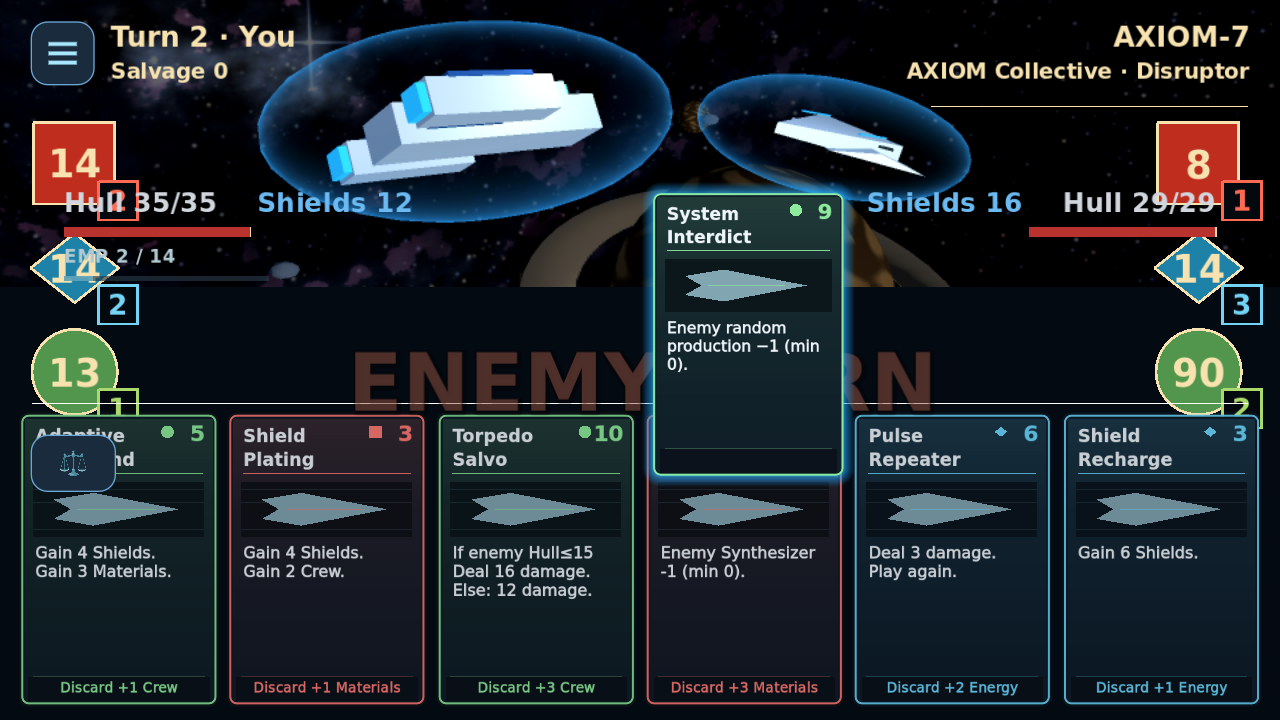 Turn 2 · You
Salvage 0
AXIOM-7
AXIOM Collective · Disruptor
14
2
Hull 35/35
Shields 12
EMP 2 / 14
14
2
13
1
8
1
Shields 16
Hull 29/29
14
3
90
2
System
Interdict
9
Enemy random
production −1 (min
0).
5
Shield
Plating
3
Gain 4 Shields.
Gain 2 Crew.
Discard +1 Materials
Adaptive
Gain 4 Shields.
Gain 3 Materials.
Discard +1 Crew
Torpedo
Salvo
10
If enemy Hull≤15
Deal 16 damage.
Else: 12 damage.
Discard +3 Crew
Enemy Synthesizer
-1 (min 0).
Discard +3 Materials
Pulse
Repeater
6
Deal 3 damage.
Play again.
Discard +2 Energy
Shield
Recharge
3
Gain 6 Shields.
Discard +1 Energy
ENEMY